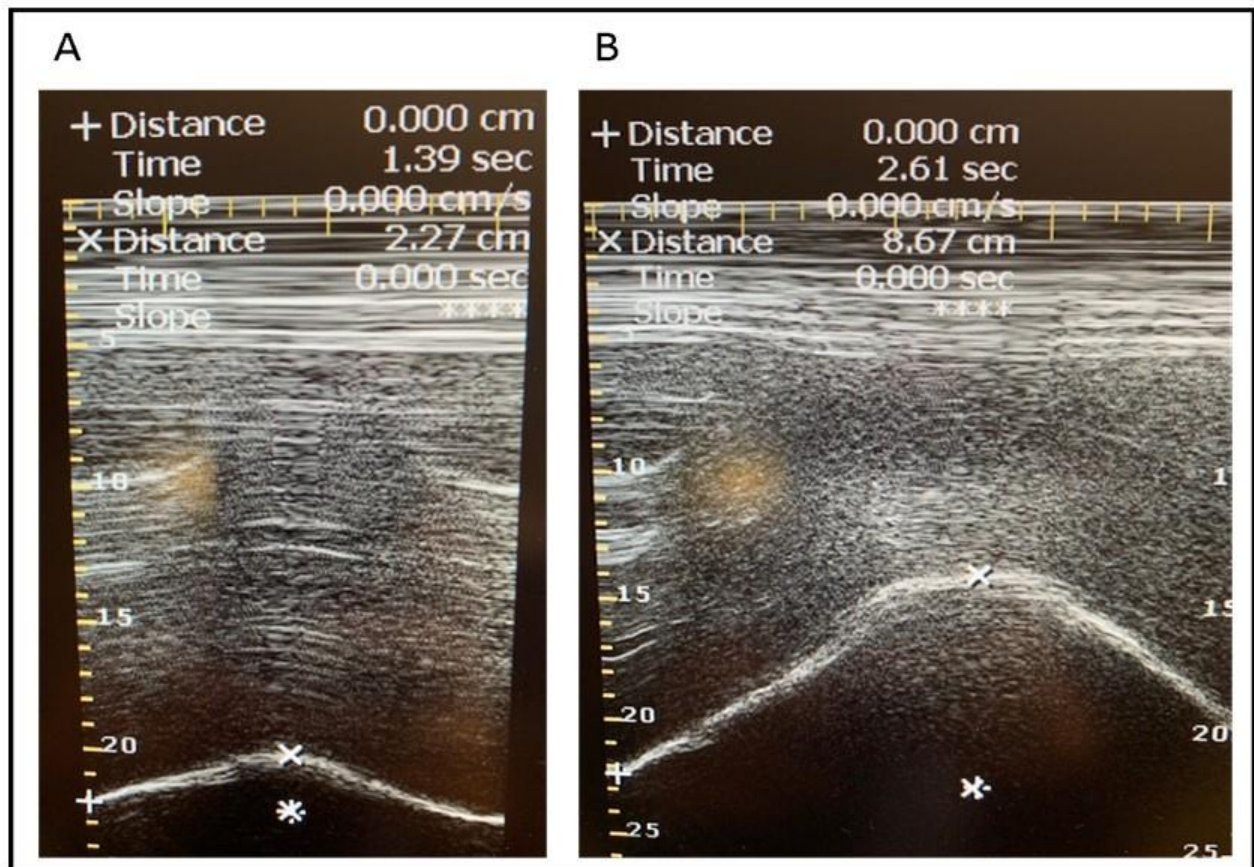 A
+ Distance 0.000 cm
Time 1.39 sec
Slope 0.000 cm/s
× Distance 2.27 cm
Time 0.000 sec
Slope ****
5
10
15
20
B
+ Distance 0.000 cm
Time 2.61 sec
Slope 0.000 cm/s
× Distance 8.67 cm
Time 0.000 sec
Slope ****
10
15
15
20
20
25
25